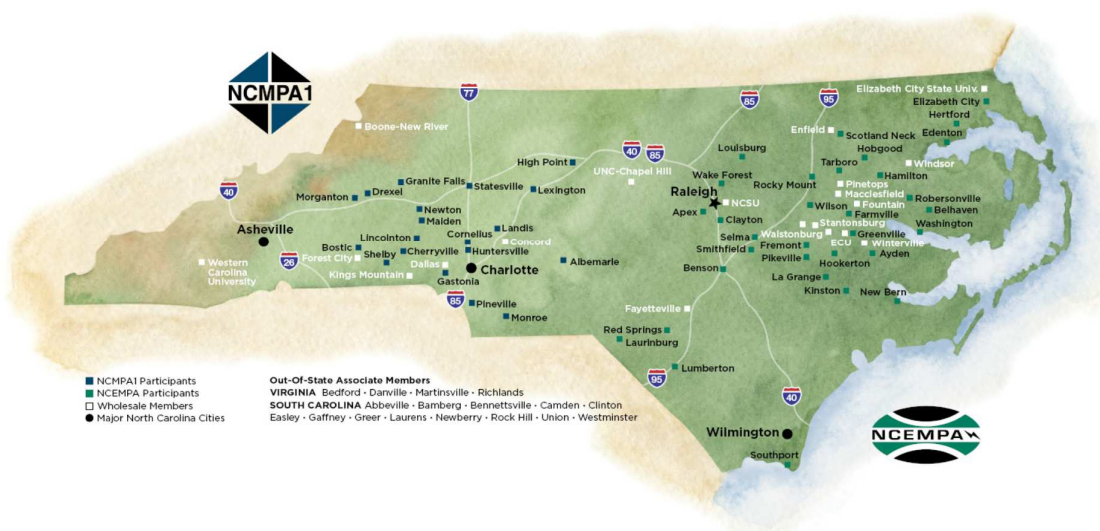 NCMPA1
77
85
95
Elizabeth City State Univ.
Elizabeth City
Hertford
Edenton
Boone-New River
Enfield
Scotland Neck
Hobgood
Louisburg
40
85
High Point
UNC-Chapel Hill
Tarboro
Windsor
Wake Forest
Rocky Mount
Hamilton
Granite Falls
Statesville
Lexington
Pinetops
Macclesfield
40
Morganton
Drexel
Raleigh
NCSU
Wilson
Fountain
Robersonville
Newton
Maiden
Apex
Clayton
Farmville
Belhaven
Asheville
Landis
Cornelius
Stantonsburg
Washington
Lincolnton
Concord
Selma
Walstonburg
Greenville
Bostic
Shelby
Cherryville
Huntersville
Smithfield
Fremont
ECU
Winterville
Forest City
26
Dallas
Albemarle
Pikeville
Ayden
Hookerton
Western
Carolina
University
Kings Mountain
Charlotte
Benson
La Grange
Gastonia
Kinston
New Bern
85
Pineville
Fayetteville
Monroe
Red Springs
Laurinburg
Lumberton
95
40
NCMPA1 Participants
NCEMPA Participants
Wholesale Members
Major North Carolina Cities
Out-Of-State Associate Members
VIRGINIA Bedford · Danville · Martinsville · Richlands
SOUTH CAROLINA Abbeville · Bamberg · Bennettsville · Camden · Clinton
Easley · Gaffney · Greer · Laurens · Newberry · Rock Hill · Union · Westminster
Wilmington
NCEMPA
Southport